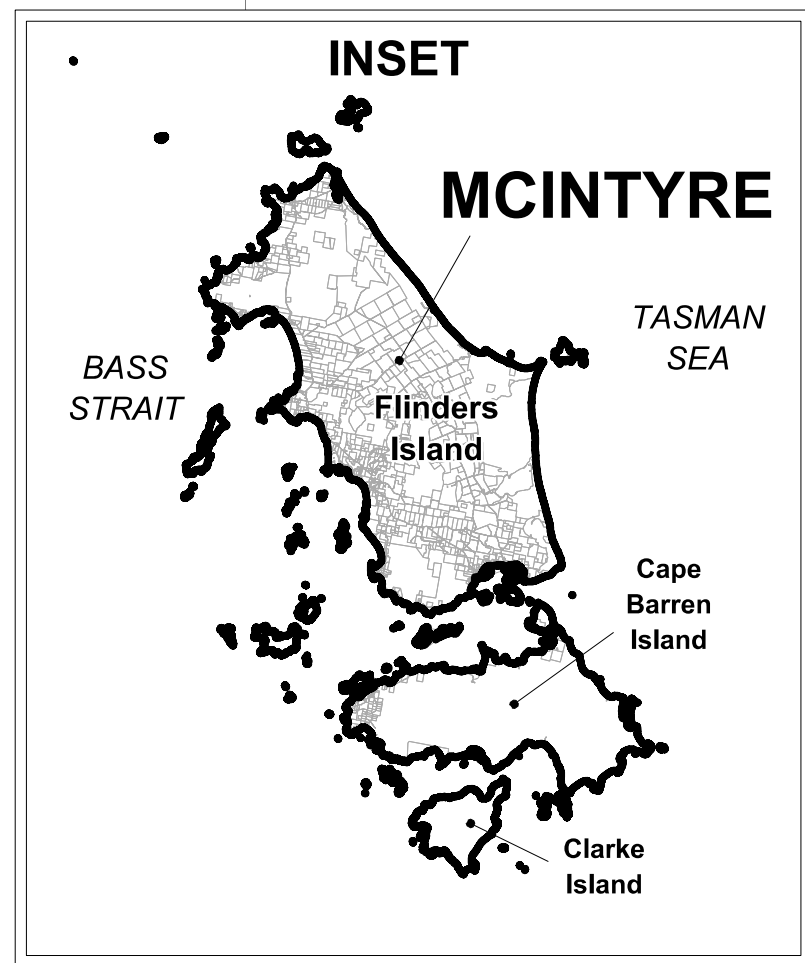 INSET
MCINTYRE
TASMAN
SEA
BASS
STRAIT
Flinders
Island
Cape
Barren
Island
Clarke
Island